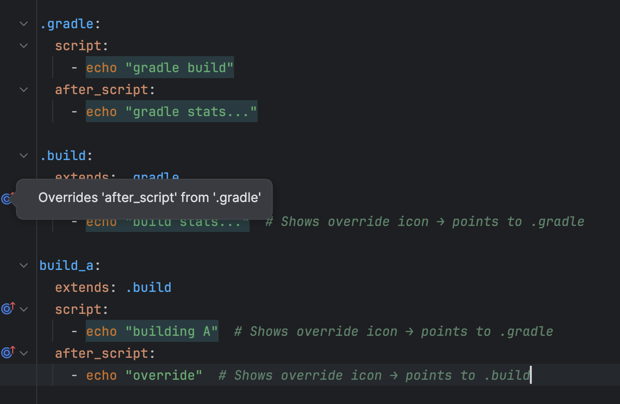 .gradle:
script:
- echo "gradle build"
after_script:
- echo "gradle stats..."
.build:
extends: .gradle
Overrides 'after_script' from '.gradle'
- echo "build stats..." # Shows override icon → points to .gradle
build_a:
extends: .build
script:
- echo "building A" # Shows override icon → points to .gradle
after_script:
- echo "override" # Shows override icon → points to .build